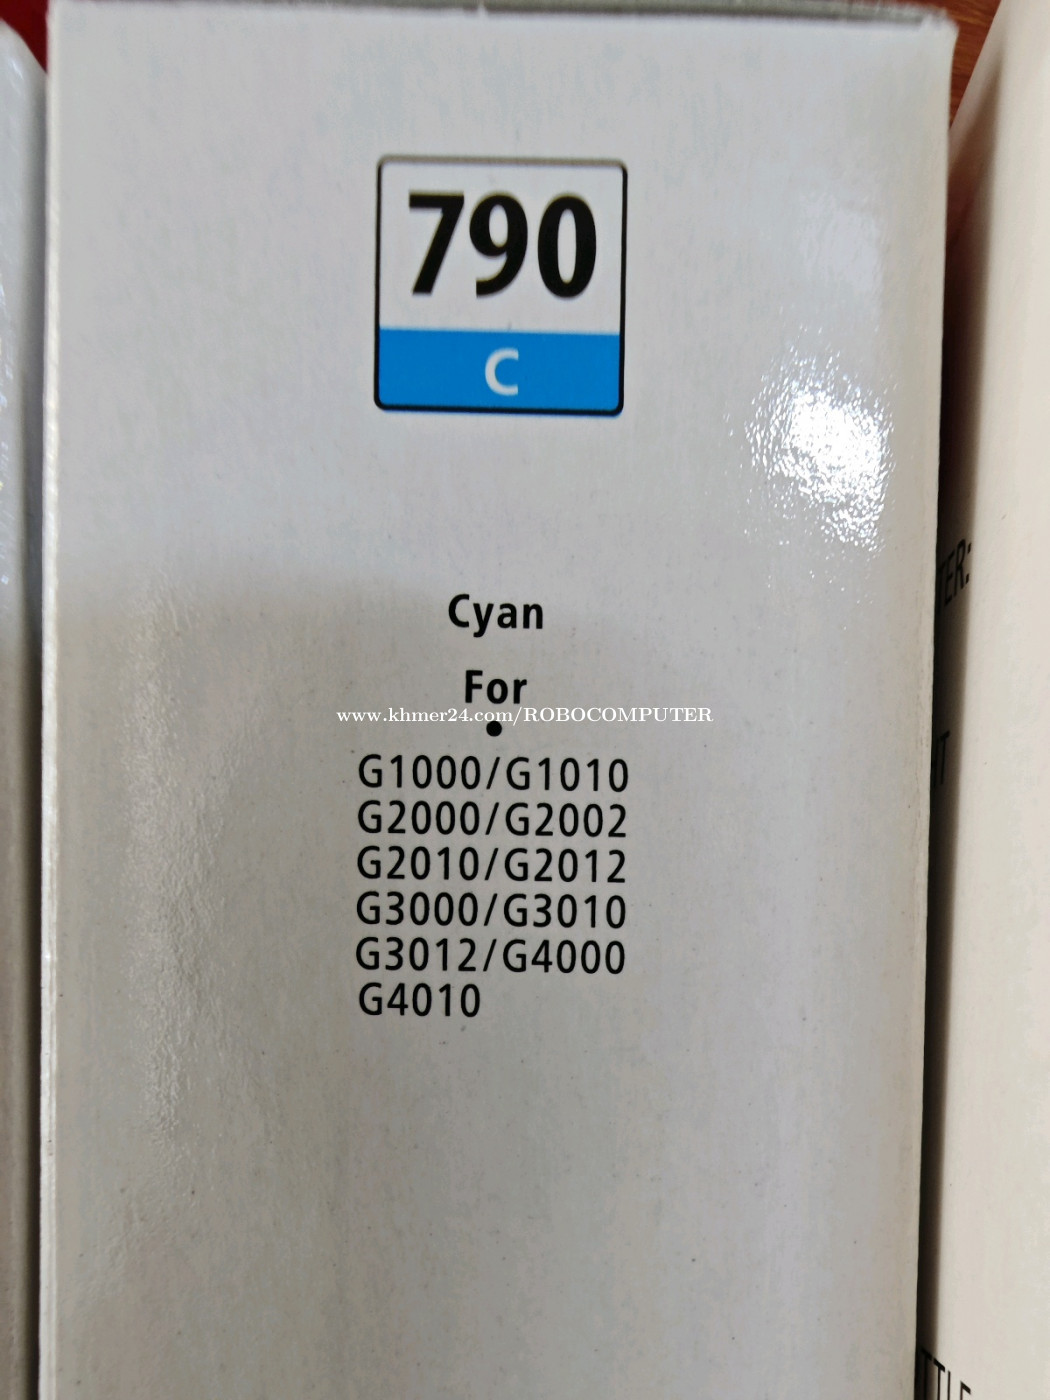 790
C
Cyan
For
www.khmer24.com/ROBOCOMPUTER
G1000/G1010
G2000/G2002
G2010/G2012
G3000/G3010
G3012/G4000
G4010